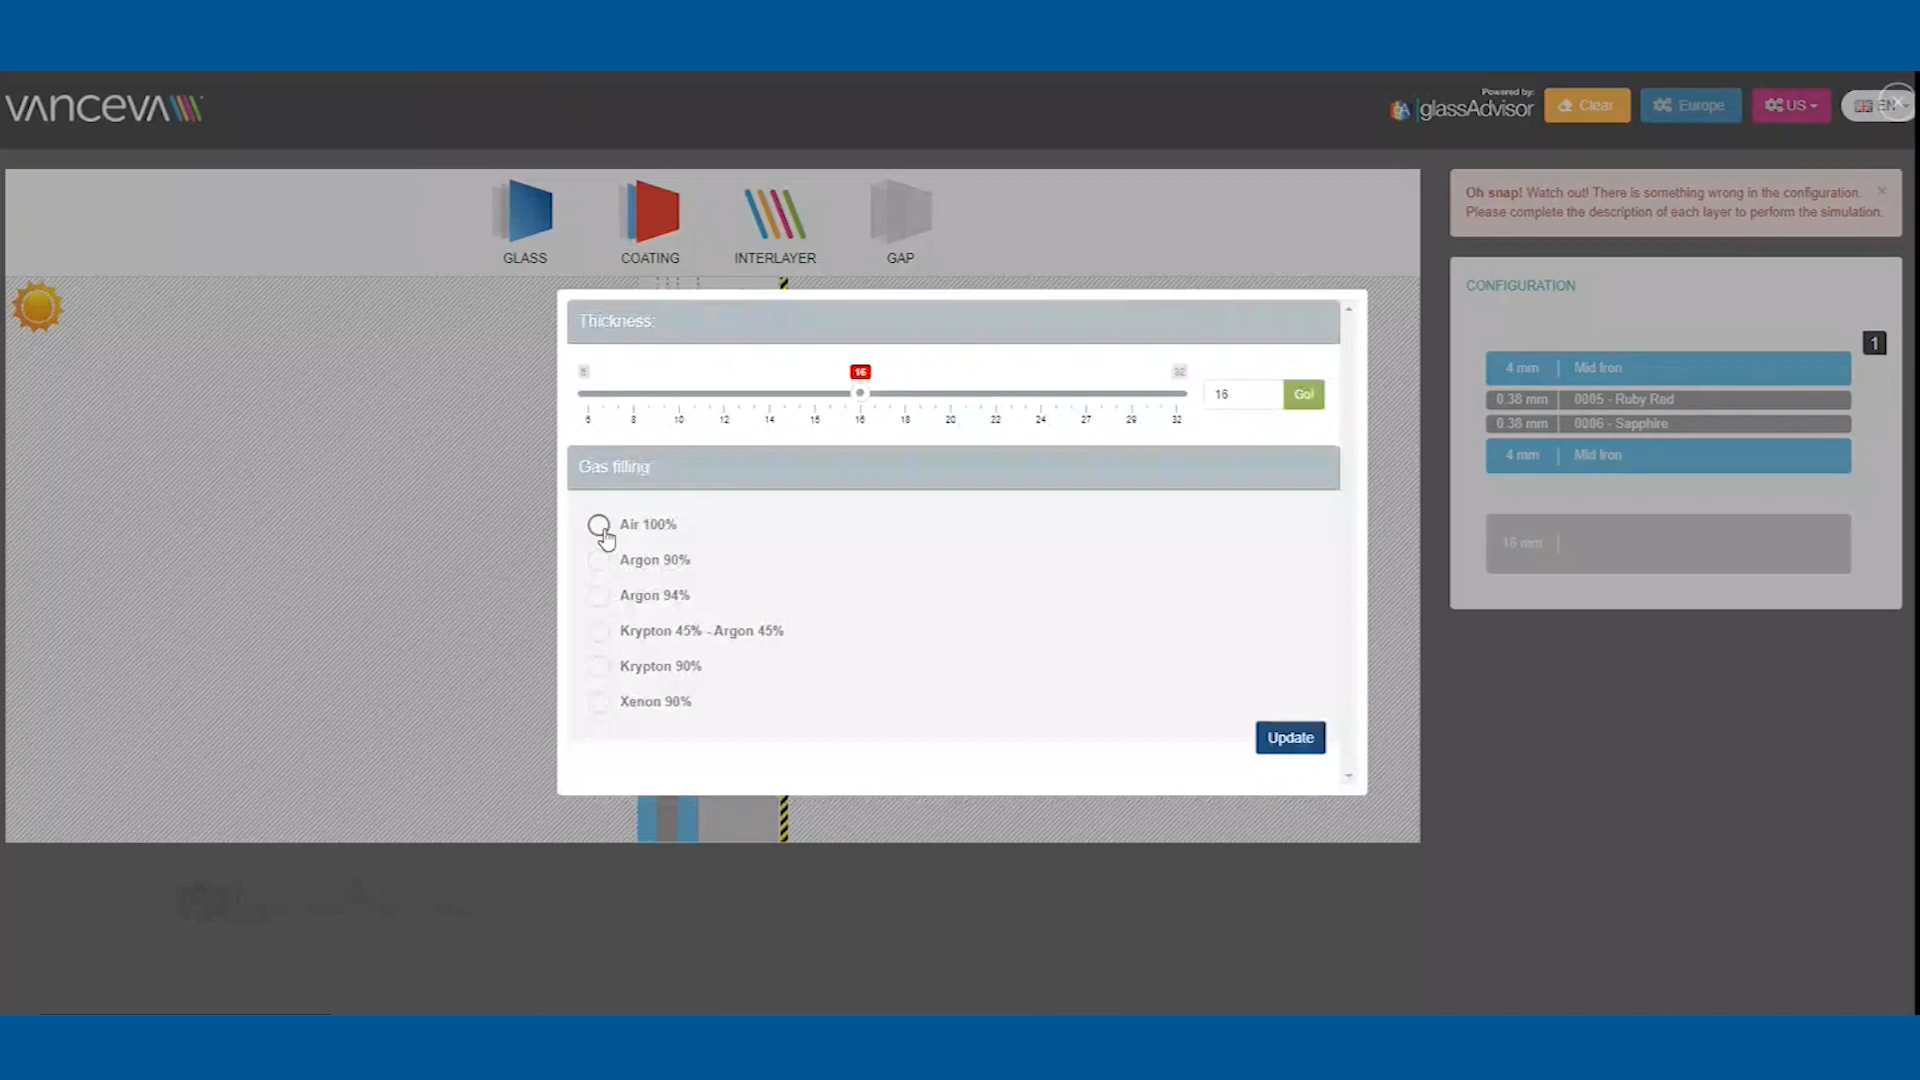 VANCEVA
Powered by:
glassAdvisor
Clear
Europe
US
EN
GLASS
COATING
INTERLAYER
GAP
Oh snap! Watch out! There is something wrong in the configuration.
Please complete the description of each layer to perform the simulation.
CONFIGURATION
1
4 mm Mid Iron
0.38 mm 0005 - Ruby Red
0.38 mm 0006 - Sapphire
4 mm Mid Iron
16 mm
Thickness:
16 32
6 8 10 12 14 15 16 18 20 22 24 27 29 32
16 Go!
Gas filling:
Air 100%
Argon 90%
Argon 94%
Krypton 45% - Argon 45%
Krypton 90%
Xenon 90%
Update